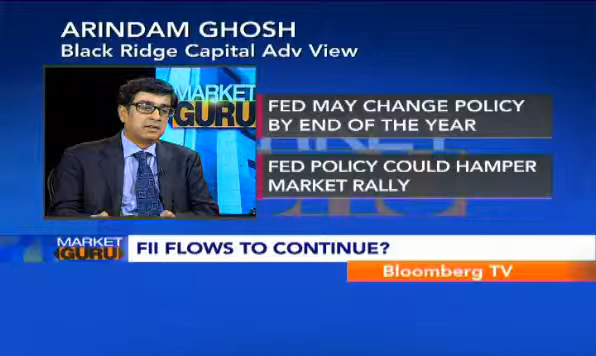 ARINDAM GHOSH
Black Ridge Capital Adv View
MARKET
GURU
FED MAY CHANGE POLICY
BY END OF THE YEAR
FED POLICY COULD HAMPER
MARKET RALLY
MARKET
GURU
FII FLOWS TO CONTINUE?
Bloomberg TV